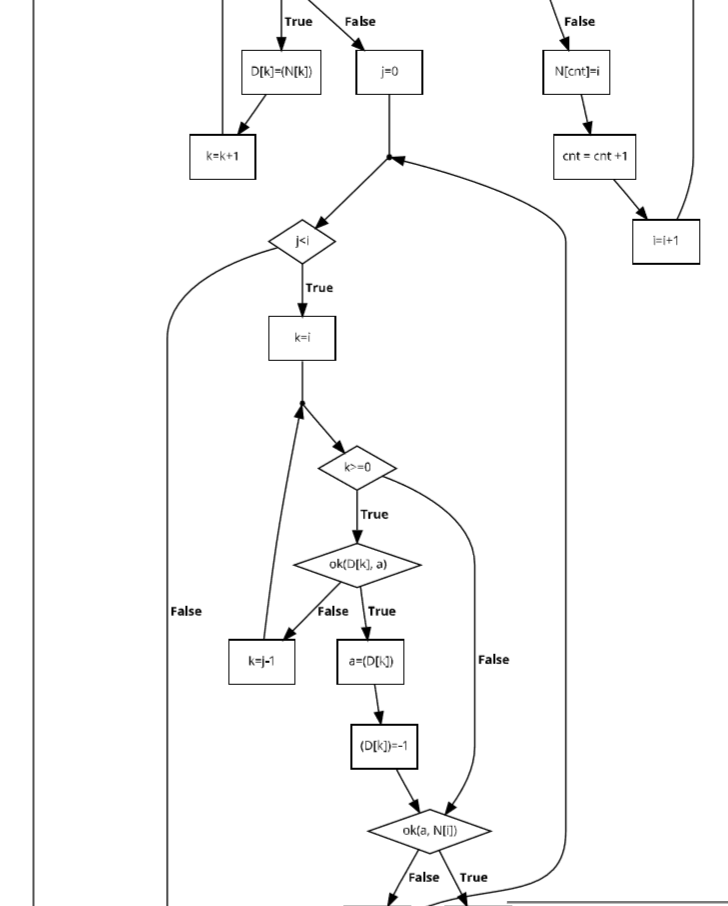 True
False
False
D[k]=(N[k])
j=0
N[cnt]=i
k=k+1
cnt = cnt +1
j<i
i=i+1
True
k=i
k>=0
True
ok(D[k], a)
False
False
True
k=j-1
a=(D[k])
False
(D[k])=-1
ok(a, N[i])
False
True